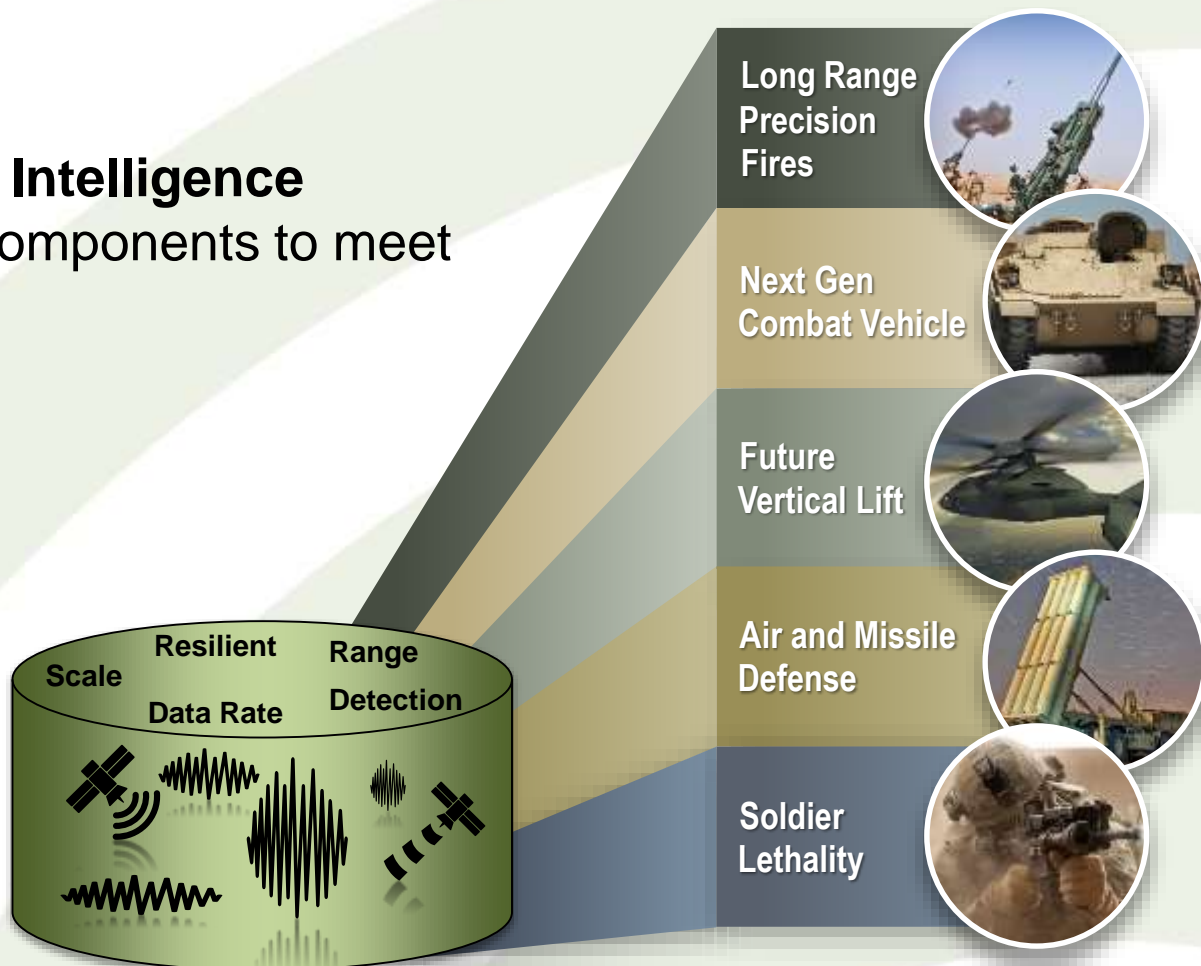 Intelligence
omponents to meet
Long Range
Precision
Fires
Next Gen
Combat Vehicle
Future
Vertical Lift
Air and Missile
Defense
Soldier
Lethality
Resilient
Range
Scale
Data Rate
Detection